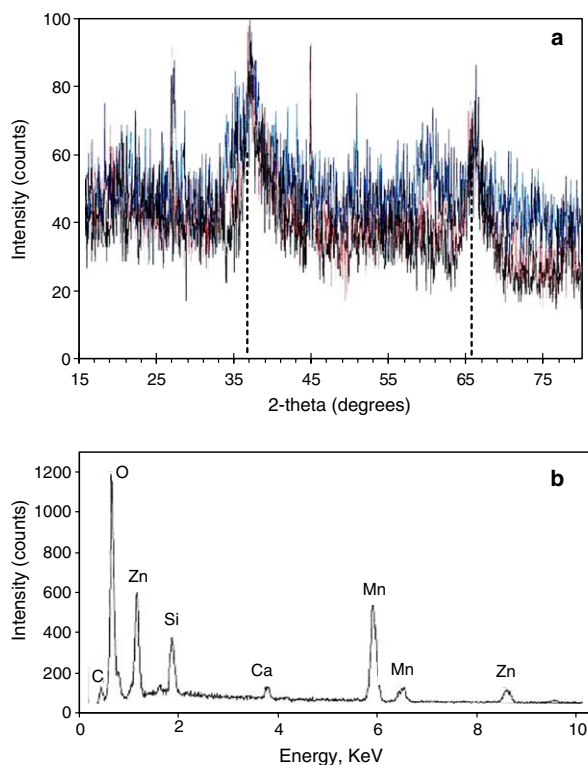 a
100
80
60
40
20
0
Intensity (counts)
15 25 35 45 55 65 75
2-theta (degrees)
b
1200
1000
800
600
400
200
0
Intensity (counts)
C O Zn Si Ca Mn Mn Zn
0 2 4 6 8 10
Energy, KeV